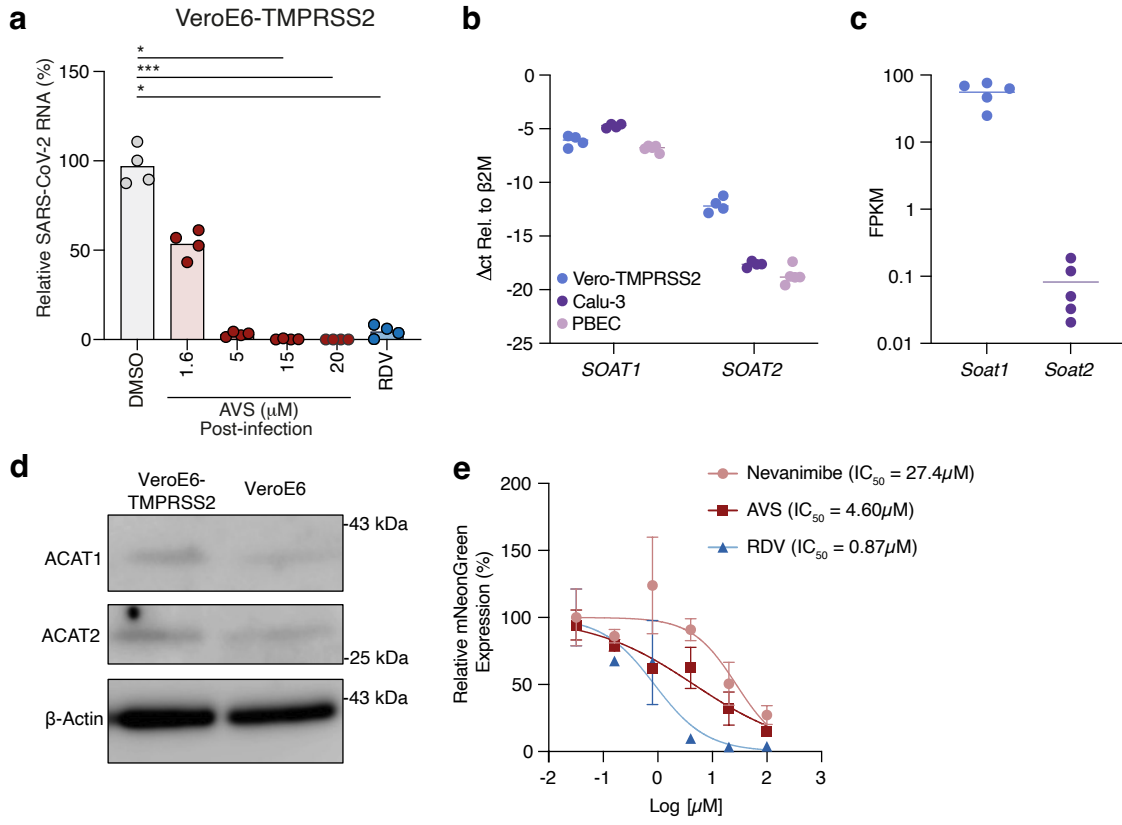 a
VeroE6-TMPRSS2
*
***
*
Relative SARS-CoV-2 RNA (%)
150
100
50
0
DMSO
1.6
5
15
20
RDV
AVS (μM)
Post-infection
b
Δct Rel. to β2M
0
-5
-10
-15
-20
-25
Vero-TMPRSS2
Calu-3
PBEC
SOAT1
SOAT2
c
FPKM
100
10
1
0.1
0.01
Soat1
Soat2
d
VeroE6-
TMPRSS2
VeroE6
-43 kDa
ACAT1
ACAT2
-25 kDa
-43 kDa
β-Actin
e
Nevanimibe (IC50 = 27.4μM)
AVS (IC50 = 4.60μM)
RDV (IC50 = 0.87μM)
Relative mNeonGreen
Expression (%)
200
150
100
50
0
-2
-1
0
1
2
3
Log [μM]